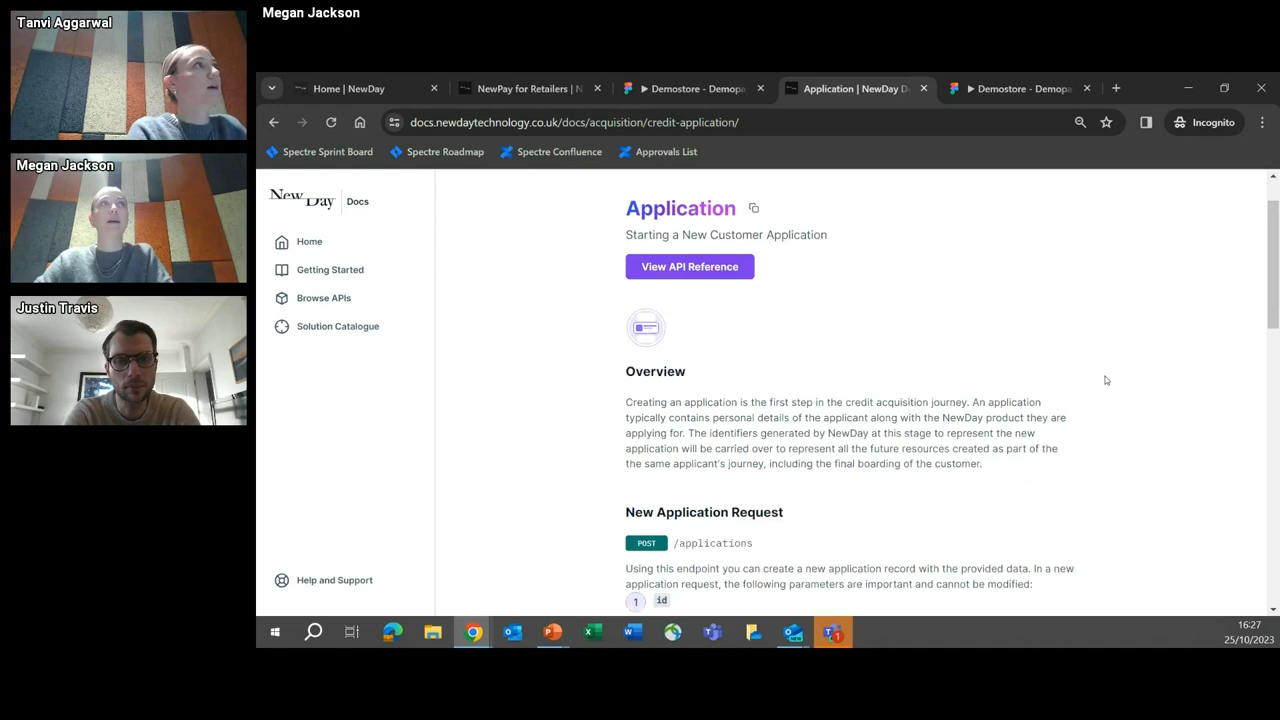 Tanvi Aggarwal
Megan Jackson
Justin Travis
Megan Jackson
Home | NewDay
NewPay for Retailers | N
Demostore - Demopa
Application | NewDay D
Demostore - Demopa
docs.newdaytechnology.co.uk/docs/acquisition/credit-application/
Incognito
Spectre Sprint Board
Spectre Roadmap
Spectre Confluence
Approvals List
NewDay
Docs
Home
Getting Started
Browse APIs
Solution Catalogue
Help and Support
Application
Starting a New Customer Application
View API Reference
Overview
Creating an application is the first step in the credit acquisition journey. An application
typically contains personal details of the applicant along with the NewDay product they are
applying for. The identifiers generated by NewDay at this stage to represent the new
application will be carried over to represent all the future resources created as part of the
the same applicant's journey, including the final boarding of the customer.
New Application Request
POST /applications
Using this endpoint you can create a new application record with the provided data. In a new
application request, the following parameters are important and cannot be modified:
1 id
16:27
25/10/2023